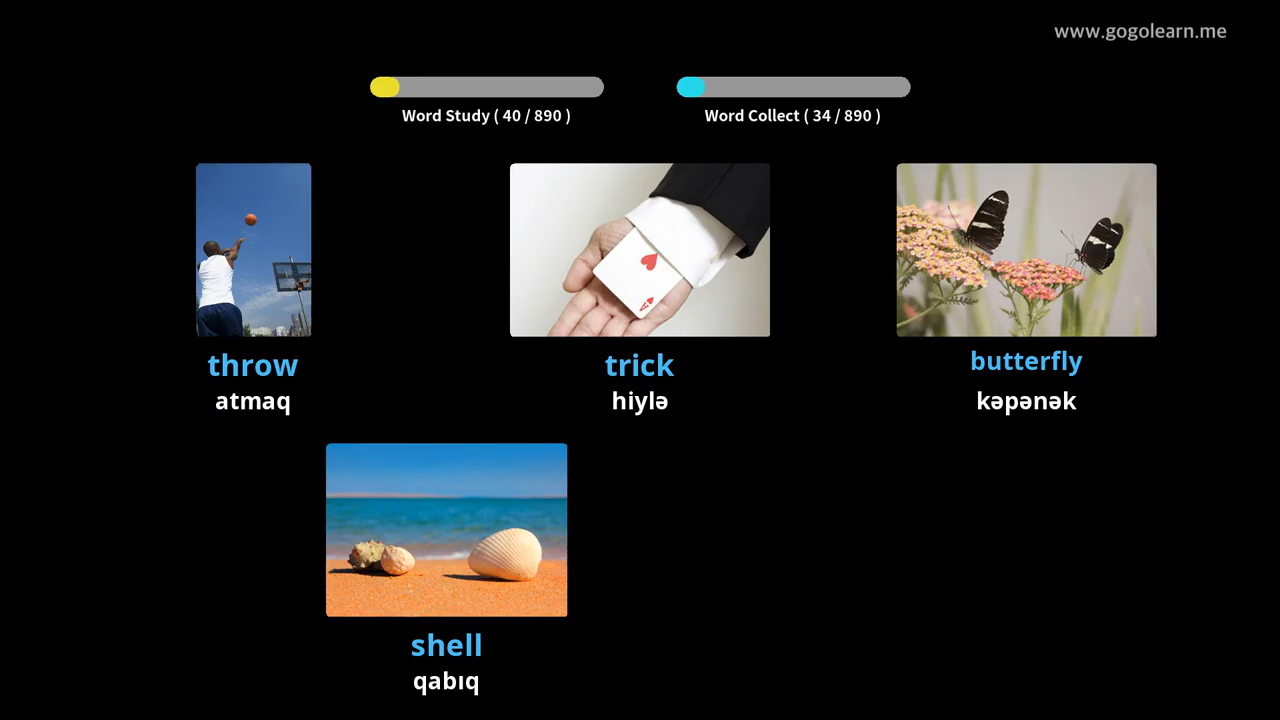 www.gogolearn.me
Word Study ( 40 / 890 )
Word Collect ( 34 / 890 )
throw
atmaq
trick
hiylə
butterfly
kəpənək
shell
qabıq